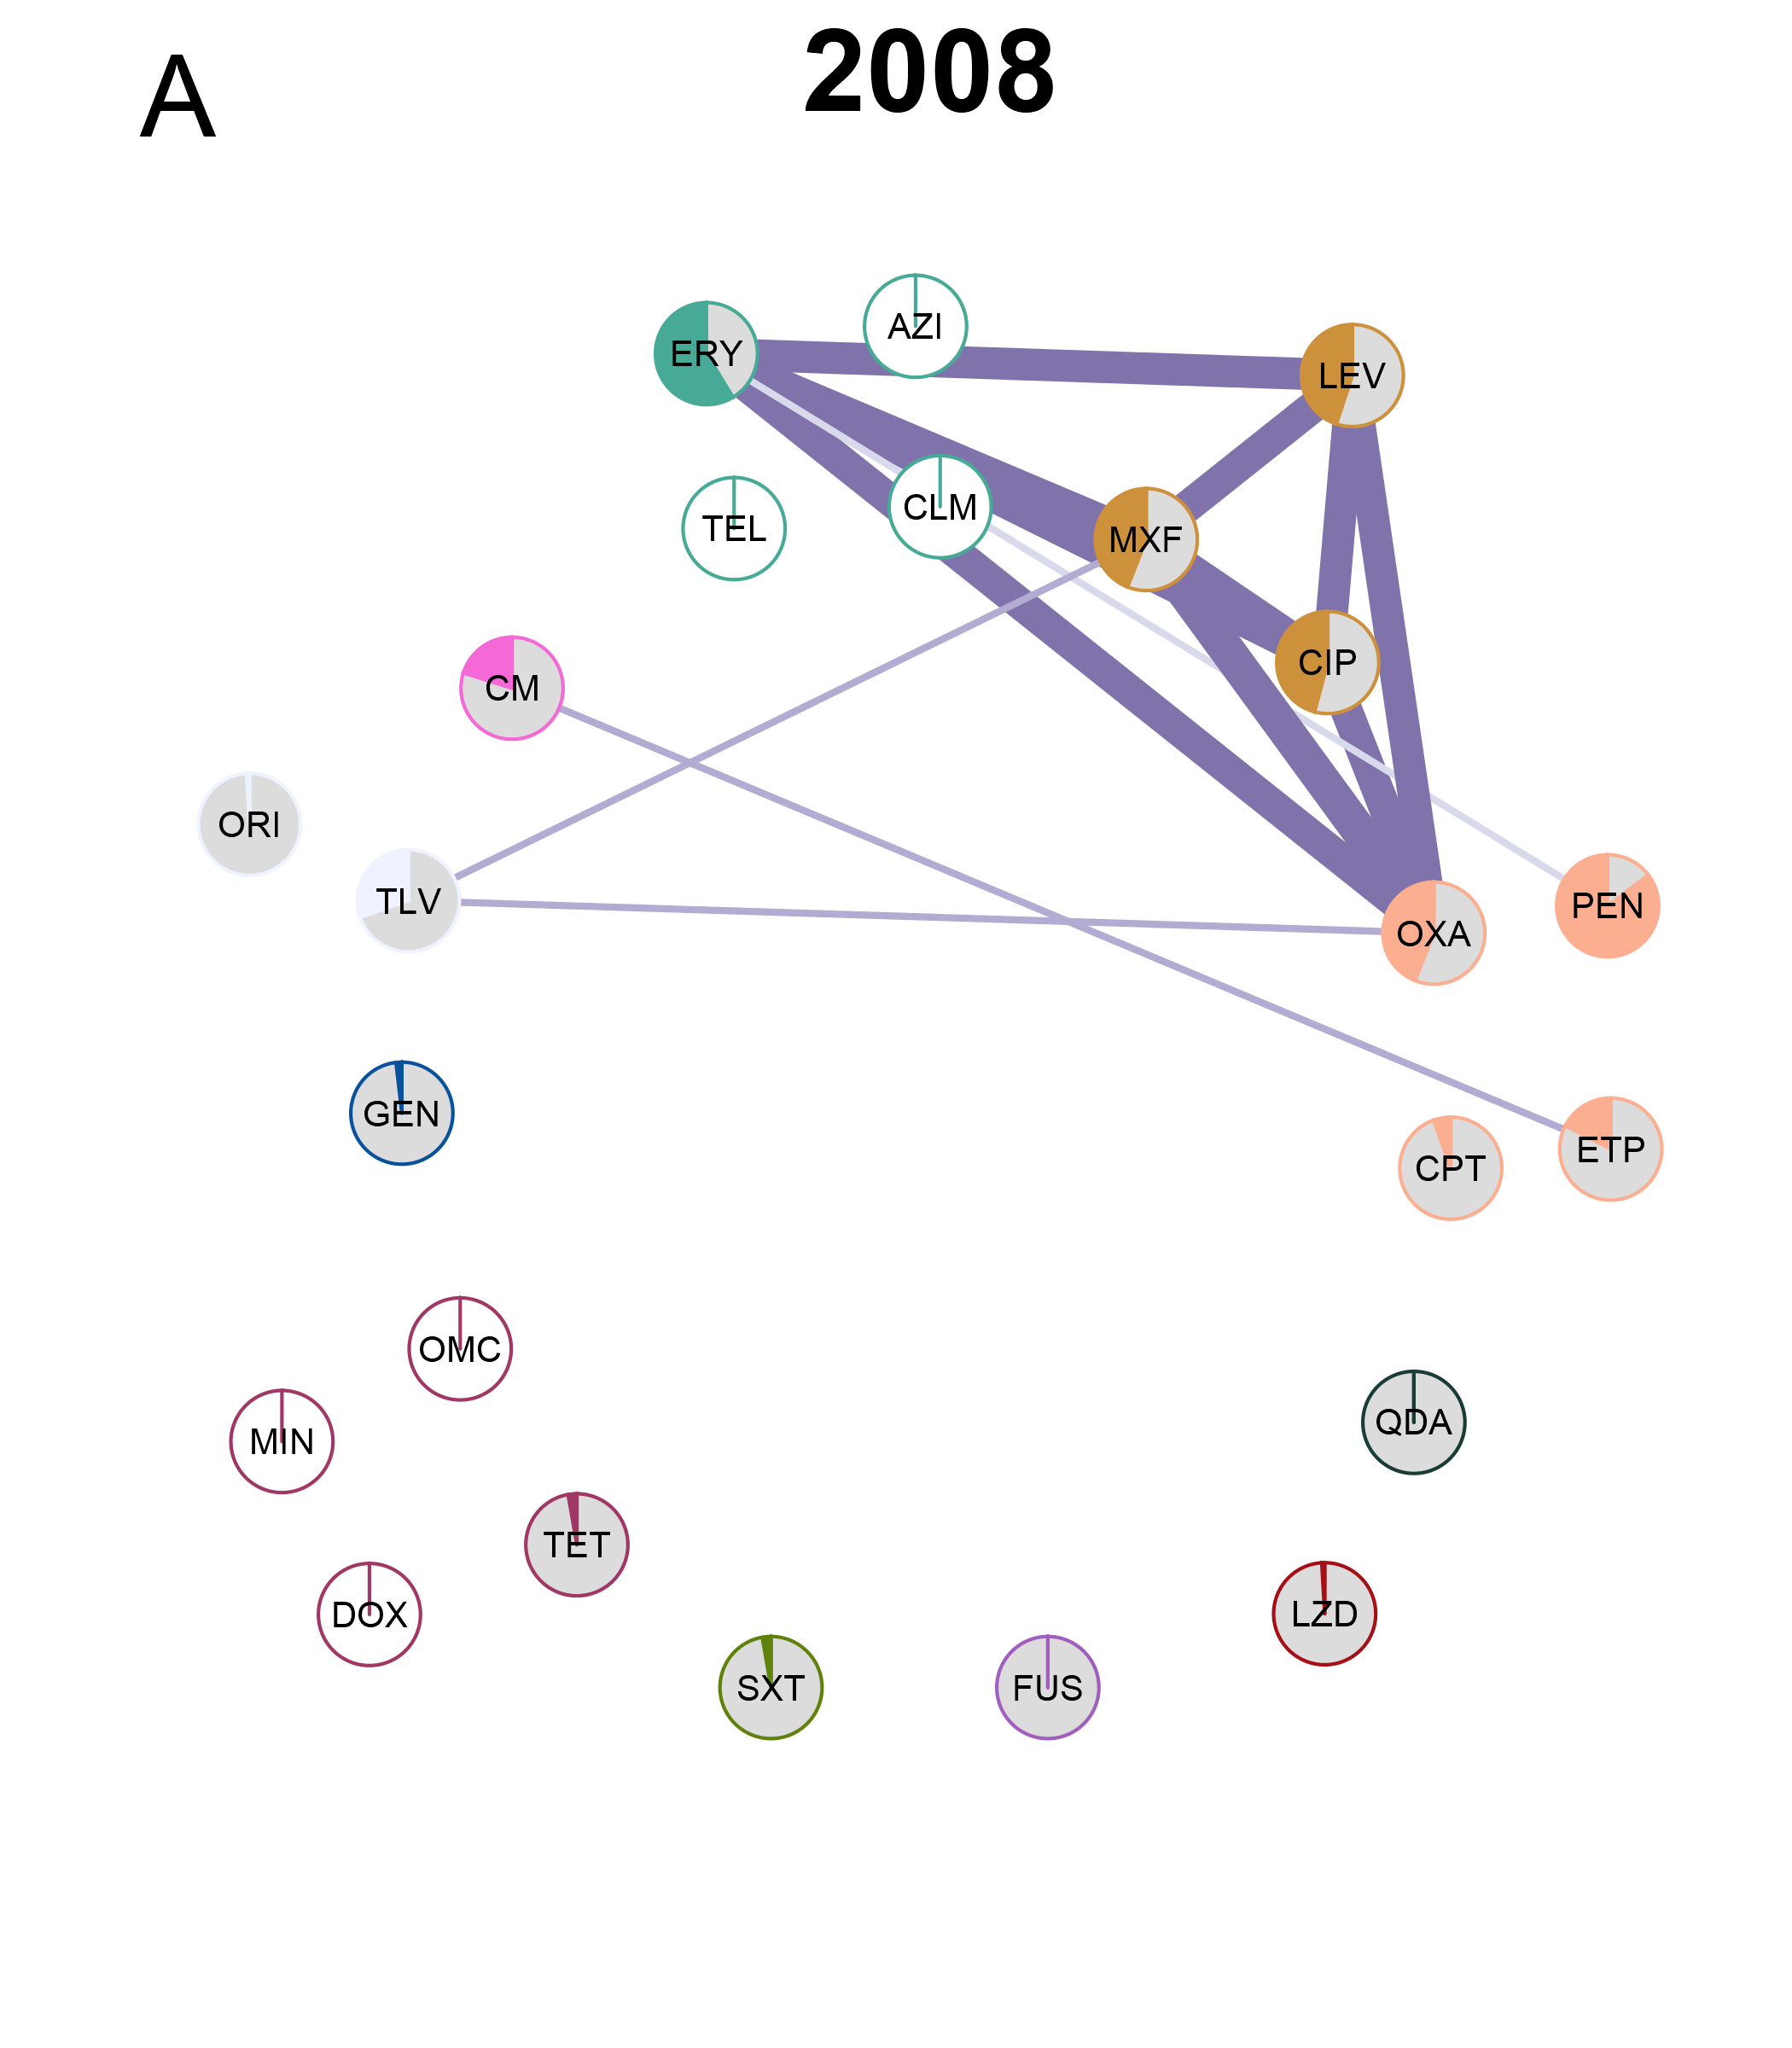 A
2008
AZI
ERY
LEV
CLM
TEL
MXF
CIP
CM
ORI
TLV
PEN
OXA
GEN
ETP
CPT
OMC
QDA
MIN
TET
DOX
LZD
SXT
FUS